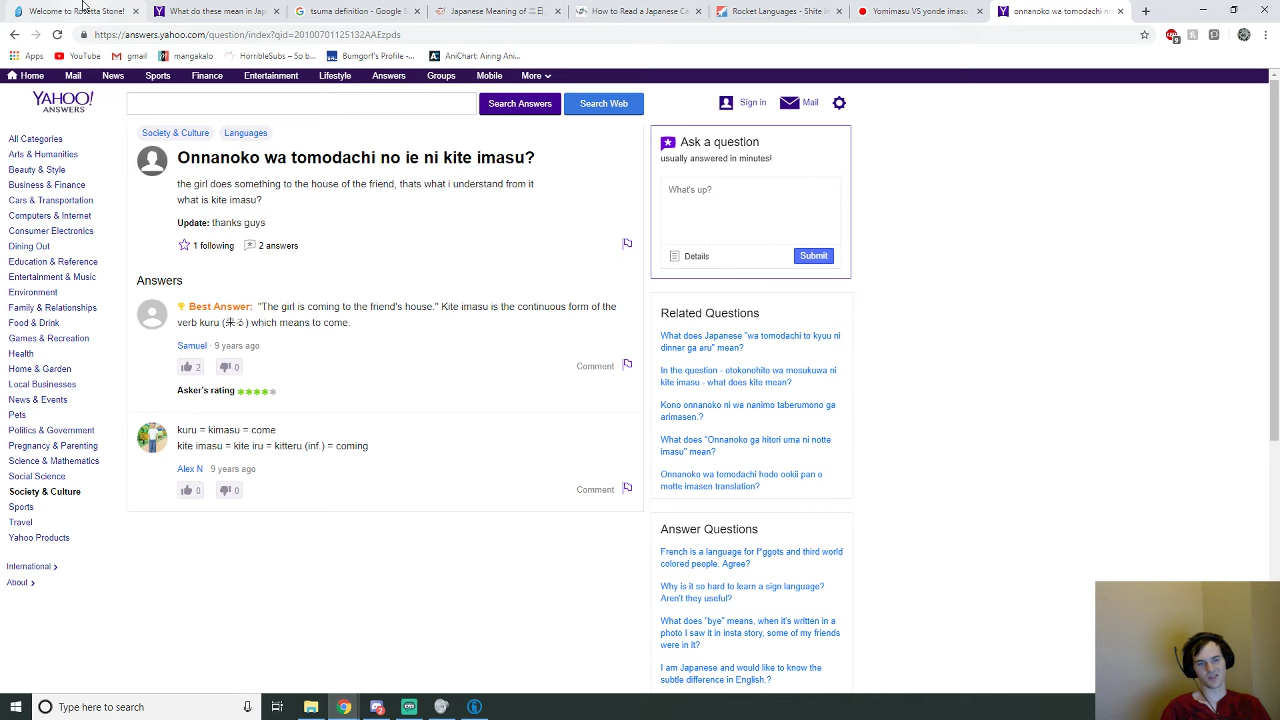 Welcome to Rosetta Stone!
What do these mean in Jap
tsuma definition - Google S
Japanese Meaning of 三日
How to Read a Japanese Ca
Rocket Languages - Shite i
Yomimasu VS yonde imasu
onnanoko wa tomodachi n
https://answers.yahoo.com/question/index?qid=20100701125132AAEzpds
Apps
YouTube
gmail
mangakalo
HorribleSubs – So b...
Bumgorf's Profile -...
AniChart: Airing Ani...
Home
Mail
News
Sports
Finance
Entertainment
Lifestyle
Answers
Groups
Mobile
More
YAHOO!
ANSWERS
Search Answers
Search Web
Sign in
Mail
All Categories
Arts & Humanities
Beauty & Style
Business & Finance
Cars & Transportation
Computers & Internet
Consumer Electronics
Dining Out
Education & Reference
Entertainment & Music
Environment
Family & Relationships
Food & Drink
Games & Recreation
Health
Home & Garden
Local Businesses
News & Events
Pets
Politics & Government
Pregnancy & Parenting
Science & Mathematics
Social Science
Society & Culture
Sports
Travel
Yahoo Products
International
About
Society & Culture
Languages
Onnanoko wa tomodachi no ie ni kite imasu?
the girl does something to the house of the friend, thats what i understand from it
what is kite imasu?
Update: thanks guys
1 following
2 answers
Answers
Best Answer: "The girl is coming to the friend's house." Kite imasu is the continuous form of the
verb kuru (来る) which means to come.
Samuel · 9 years ago
2
0
Comment
Asker's rating
kuru = kimasu = come
kite imasu = kite iru = kitteru (inf.) = coming
Alex N · 9 years ago
0
0
Comment
Ask a question
usually answered in minutes!
What's up?
Details
Submit
Related Questions
What does Japanese "wa tomodachi to kyuu ni
dinner ga aru" mean?
In the question - otokonohito wa mosukuwa ni
kite imasu - what does kite mean?
Kono onnanoko ni wa nanimo taberumono ga
arimasen.?
What does "Onnanoko ga hitori uma ni notte
imasu" mean?
Onnanoko wa tomodachi hodo ookii pan o
motte imasen translation?
Answer Questions
French is a language for f*ggots and third world
colored people. Agree?
Why is it so hard to learn a sign language?
Aren't they useful?
What does "bye" means, when it's written in a
photo I saw it in insta story, some of my friends
were in it?
I am Japanese and would like to know the
subtle difference in English.?
Type here to search